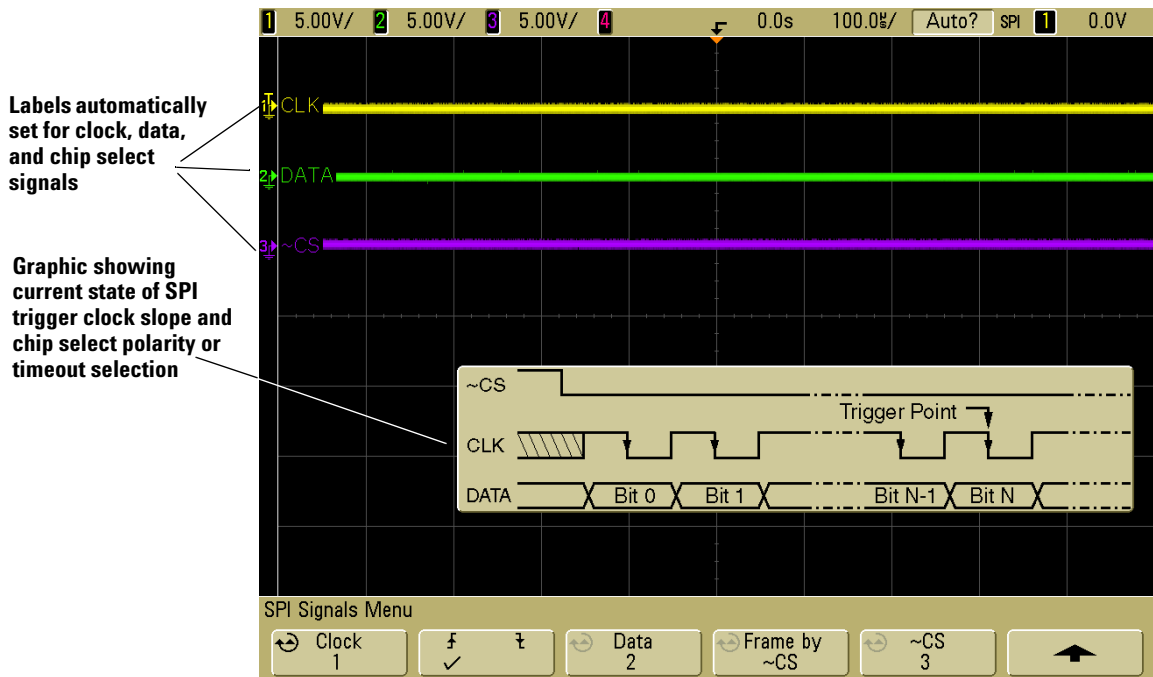 1 5.00V/ 2 5.00V/ 3 5.00V/ 4 0.0s 100.0㎲/ Auto? SPI 1 0.0V
Labels automatically
set for clock, data,
and chip select
signals
CLK
2 DATA
3 ~CS
Graphic showing
current state of SPI
trigger clock slope and
chip select polarity or
timeout selection
~CS
Trigger Point
CLK
DATA Bit 0 Bit 1 Bit N-1 Bit N
SPI Signals Menu
Clock
1
Data
2
Frame by
~CS
~CS
3